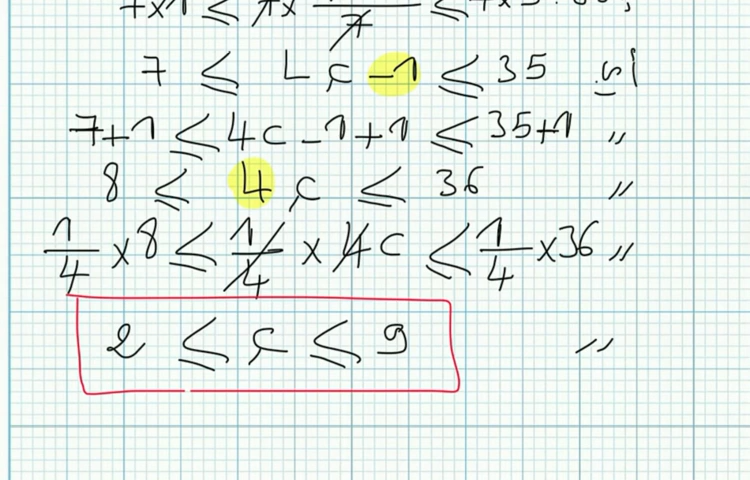 7 ≤ 4c -1 ≤ 35 أي
7+1 ≤ 4c -1+1 ≤ 35+1 〃
8 ≤ 4c ≤ 36 〃
1/4 × 8 ≤ 1/4 × 4c ≤ 1/4 × 36 〃
2 ≤ c ≤ 9 〃